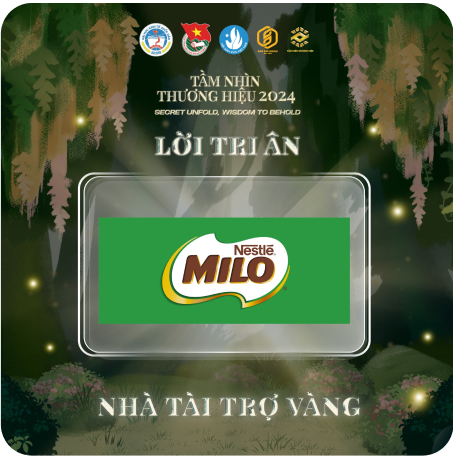 TẦM NHÌN
THƯƠNG HIỆU 2024
SECRET UNFOLD, WISDOM TO BEHOLD
LỜI TRI ÂN
Nestlé
MILO
NHÀ TÀI TRỢ VÀNG